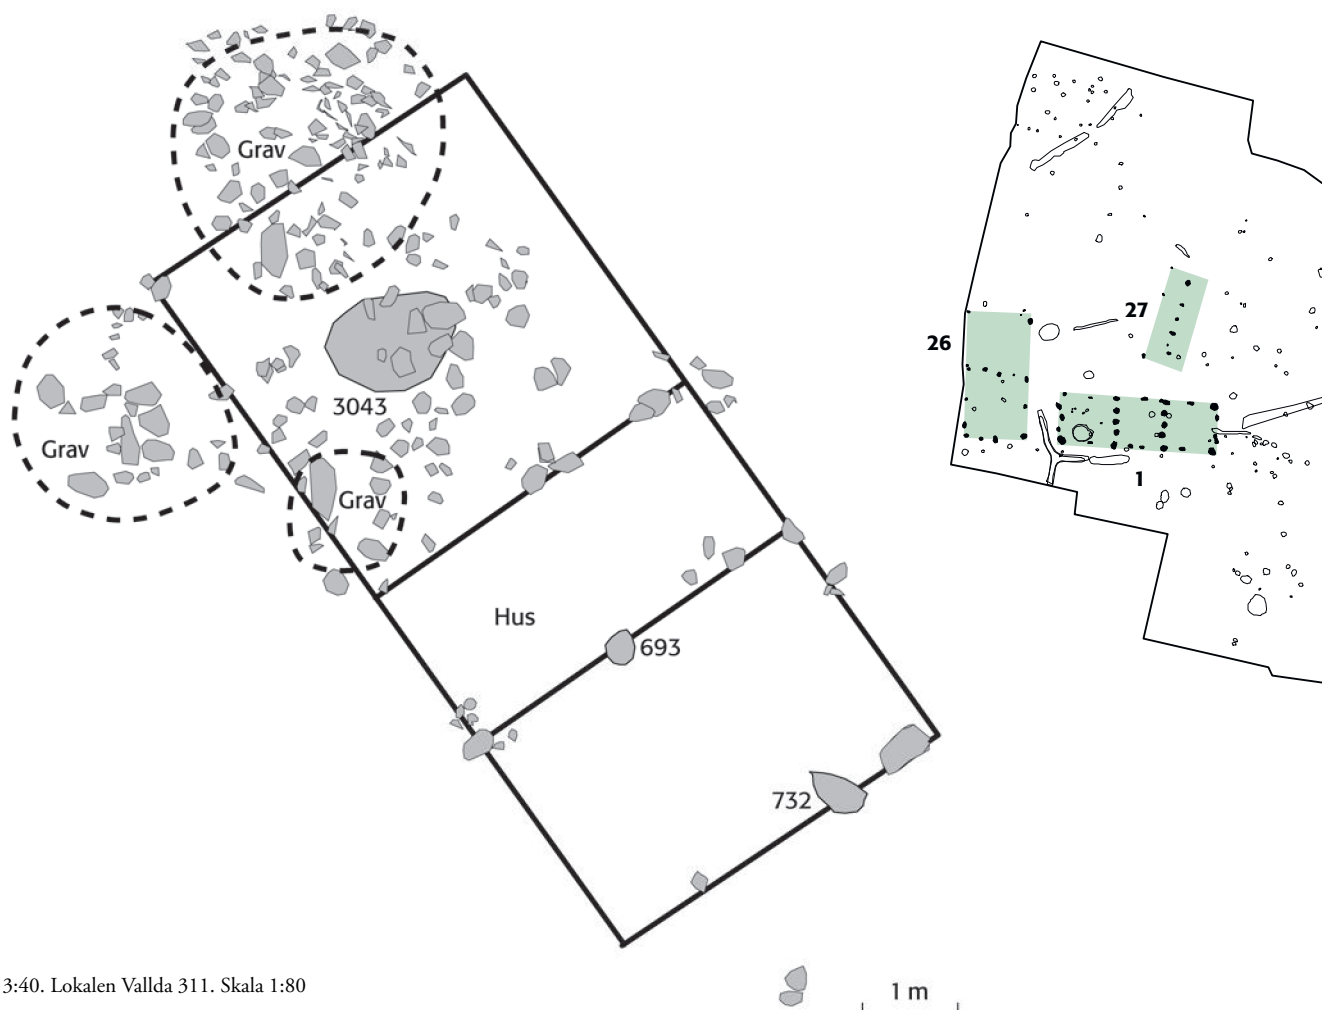 Grav
27
26
3043
Grav
Grav
1
Hus
693
732
3:40. Lokalen Vallda 311. Skala 1:80
1 m